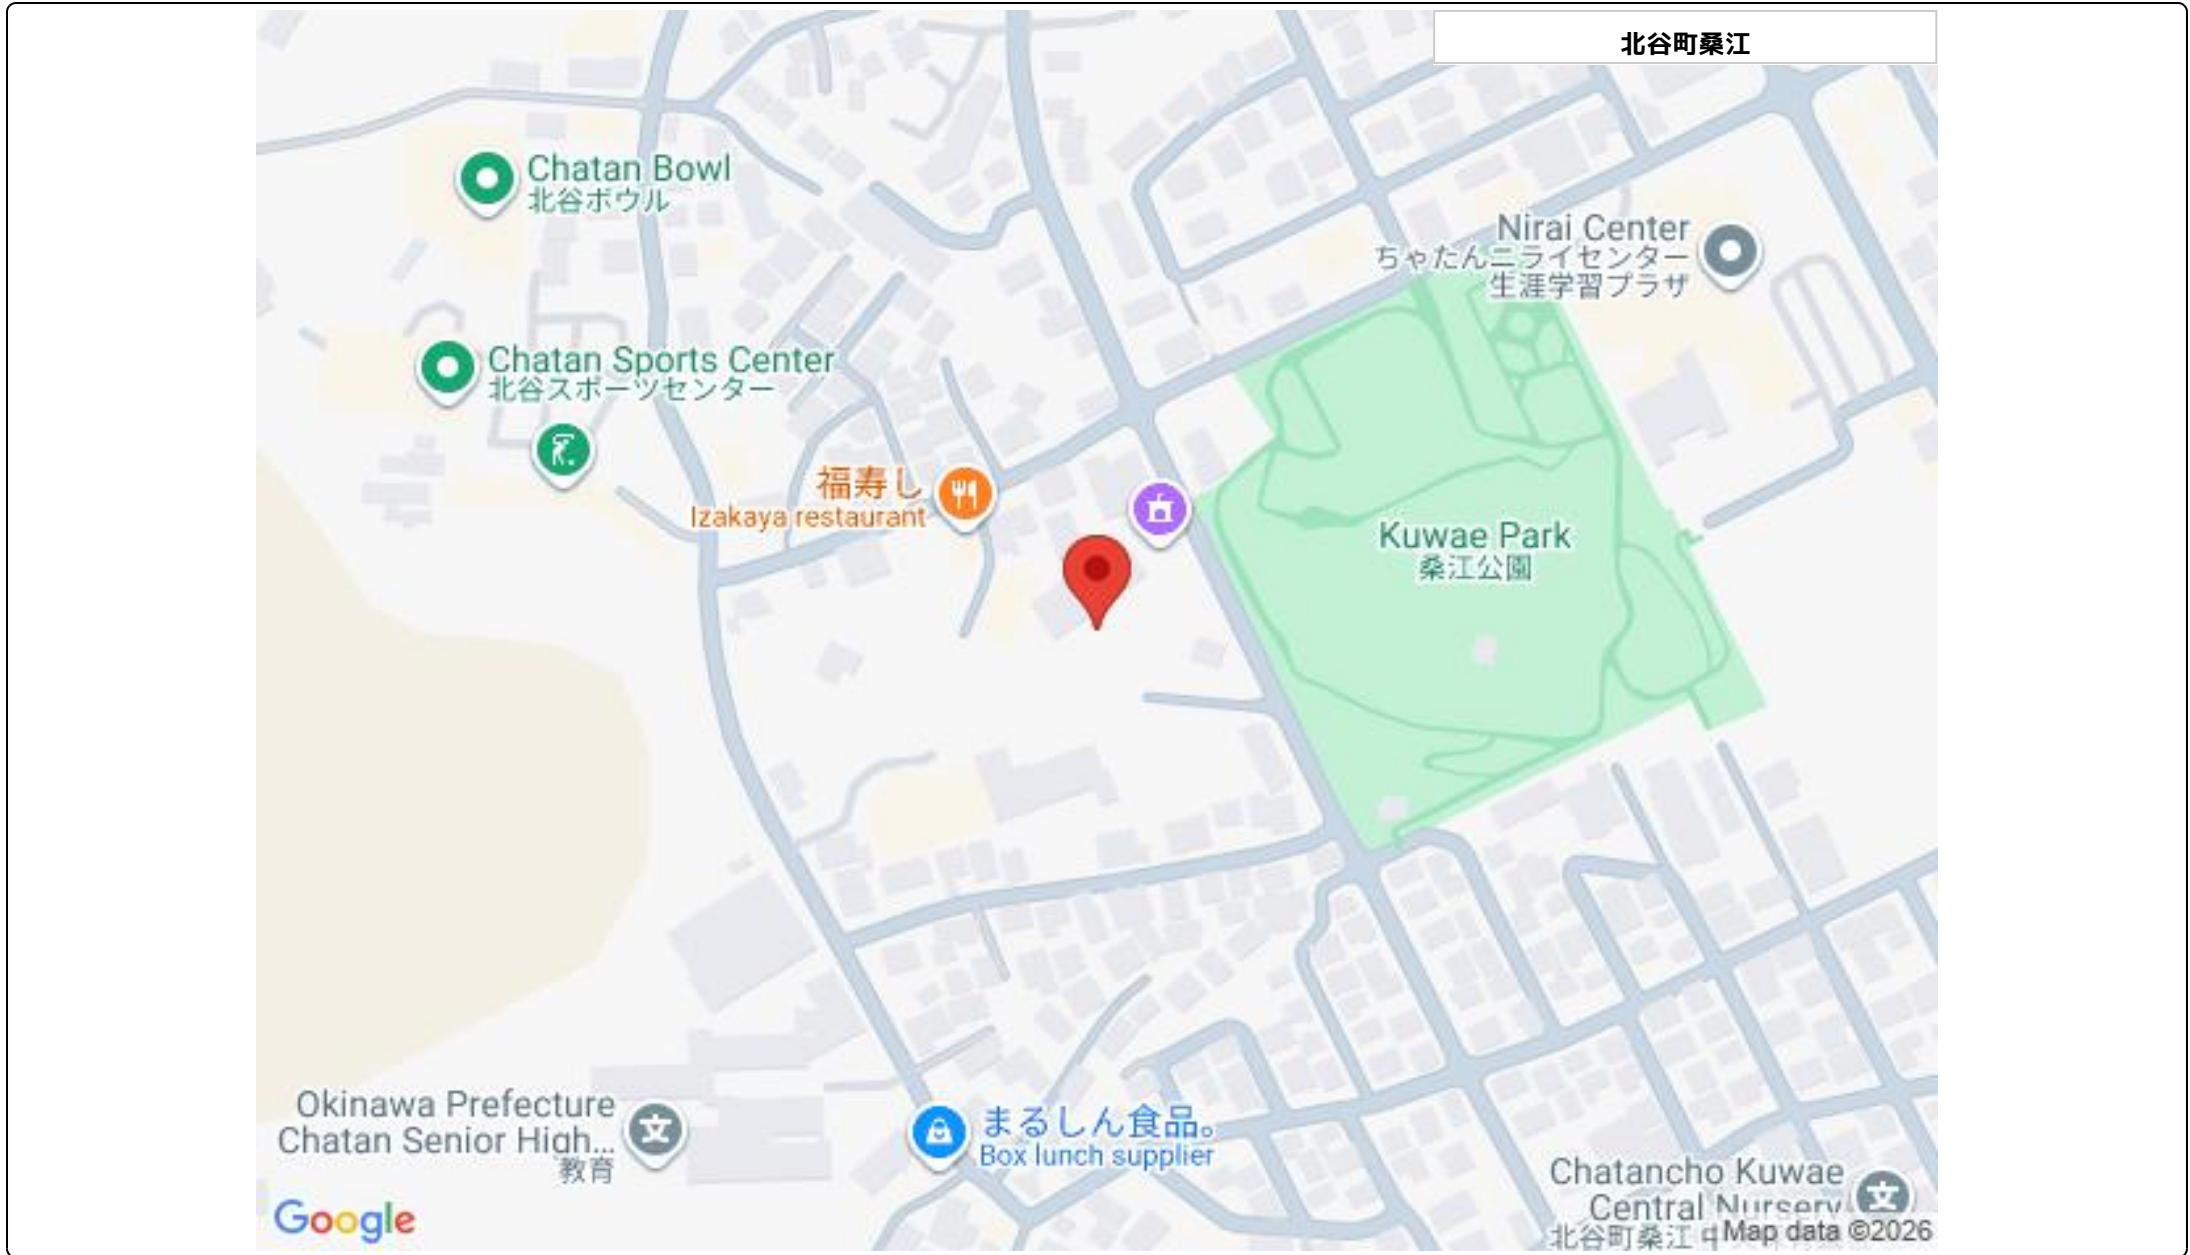 北谷町桑江
Chatan Bowl
北谷ボウル
Nirai Center
ちゃたんニライセンター
生涯学習プラザ
Chatan Sports Center
北谷スポーツセンター
福寿し
Izakaya restaurant
Kuwae Park
桑江公園
Okinawa Prefecture
Chatan Senior High...
教育
まるしん食品。
Box lunch supplier
Chatancho Kuwae
Central Nursery
北谷町桑江
Google
Map data ©2026